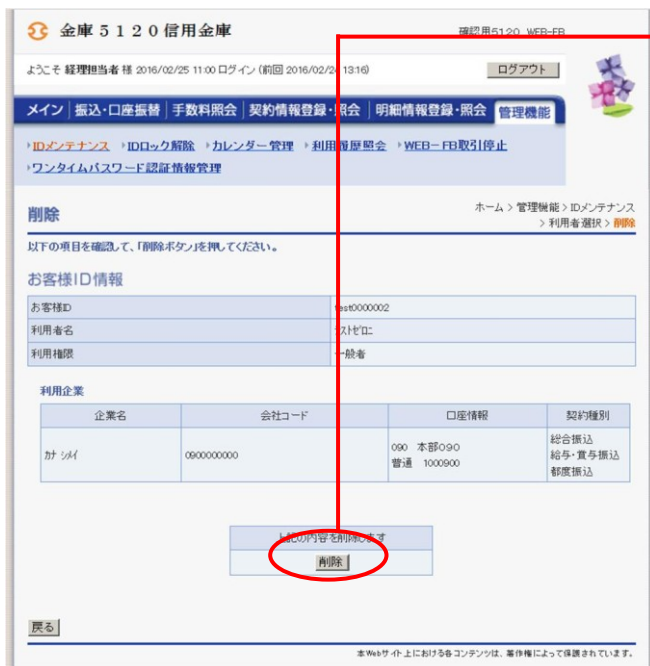 金庫5120信用金庫
確認用5120 WEB-FB
ようこそ 経理担当者 様 2016/02/25 11:00 ログイン (前回 2016/02/24 13:16)
ログアウト
メイン 振込・口座振替 手数料照会 契約情報登録・照会 明細情報登録・照会 管理機能
IDメンテナンス IDロック解除 カレンダー管理 利用履歴照会 WEB-FB取引停止
ワンタイムパスワード認証情報管理
削除
ホーム > 管理機能 > IDメンテナンス
> 利用者選択 > 削除
以下の項目を確認して、「削除ボタン」を押してください。
お客様ID情報
お客様ID test0000002
利用者名 テストゼロニ
利用権限 一般者
利用企業
企業名 会社コード 口座情報 契約種別
カナ シメイ 0900000000 090 本部090 総合振込
普通 1000900 給与・賞与振込
都度振込
上記の内容を削除します
削除
戻る
本Webサイト上における各コンテンツは、著作権によって保護されています。